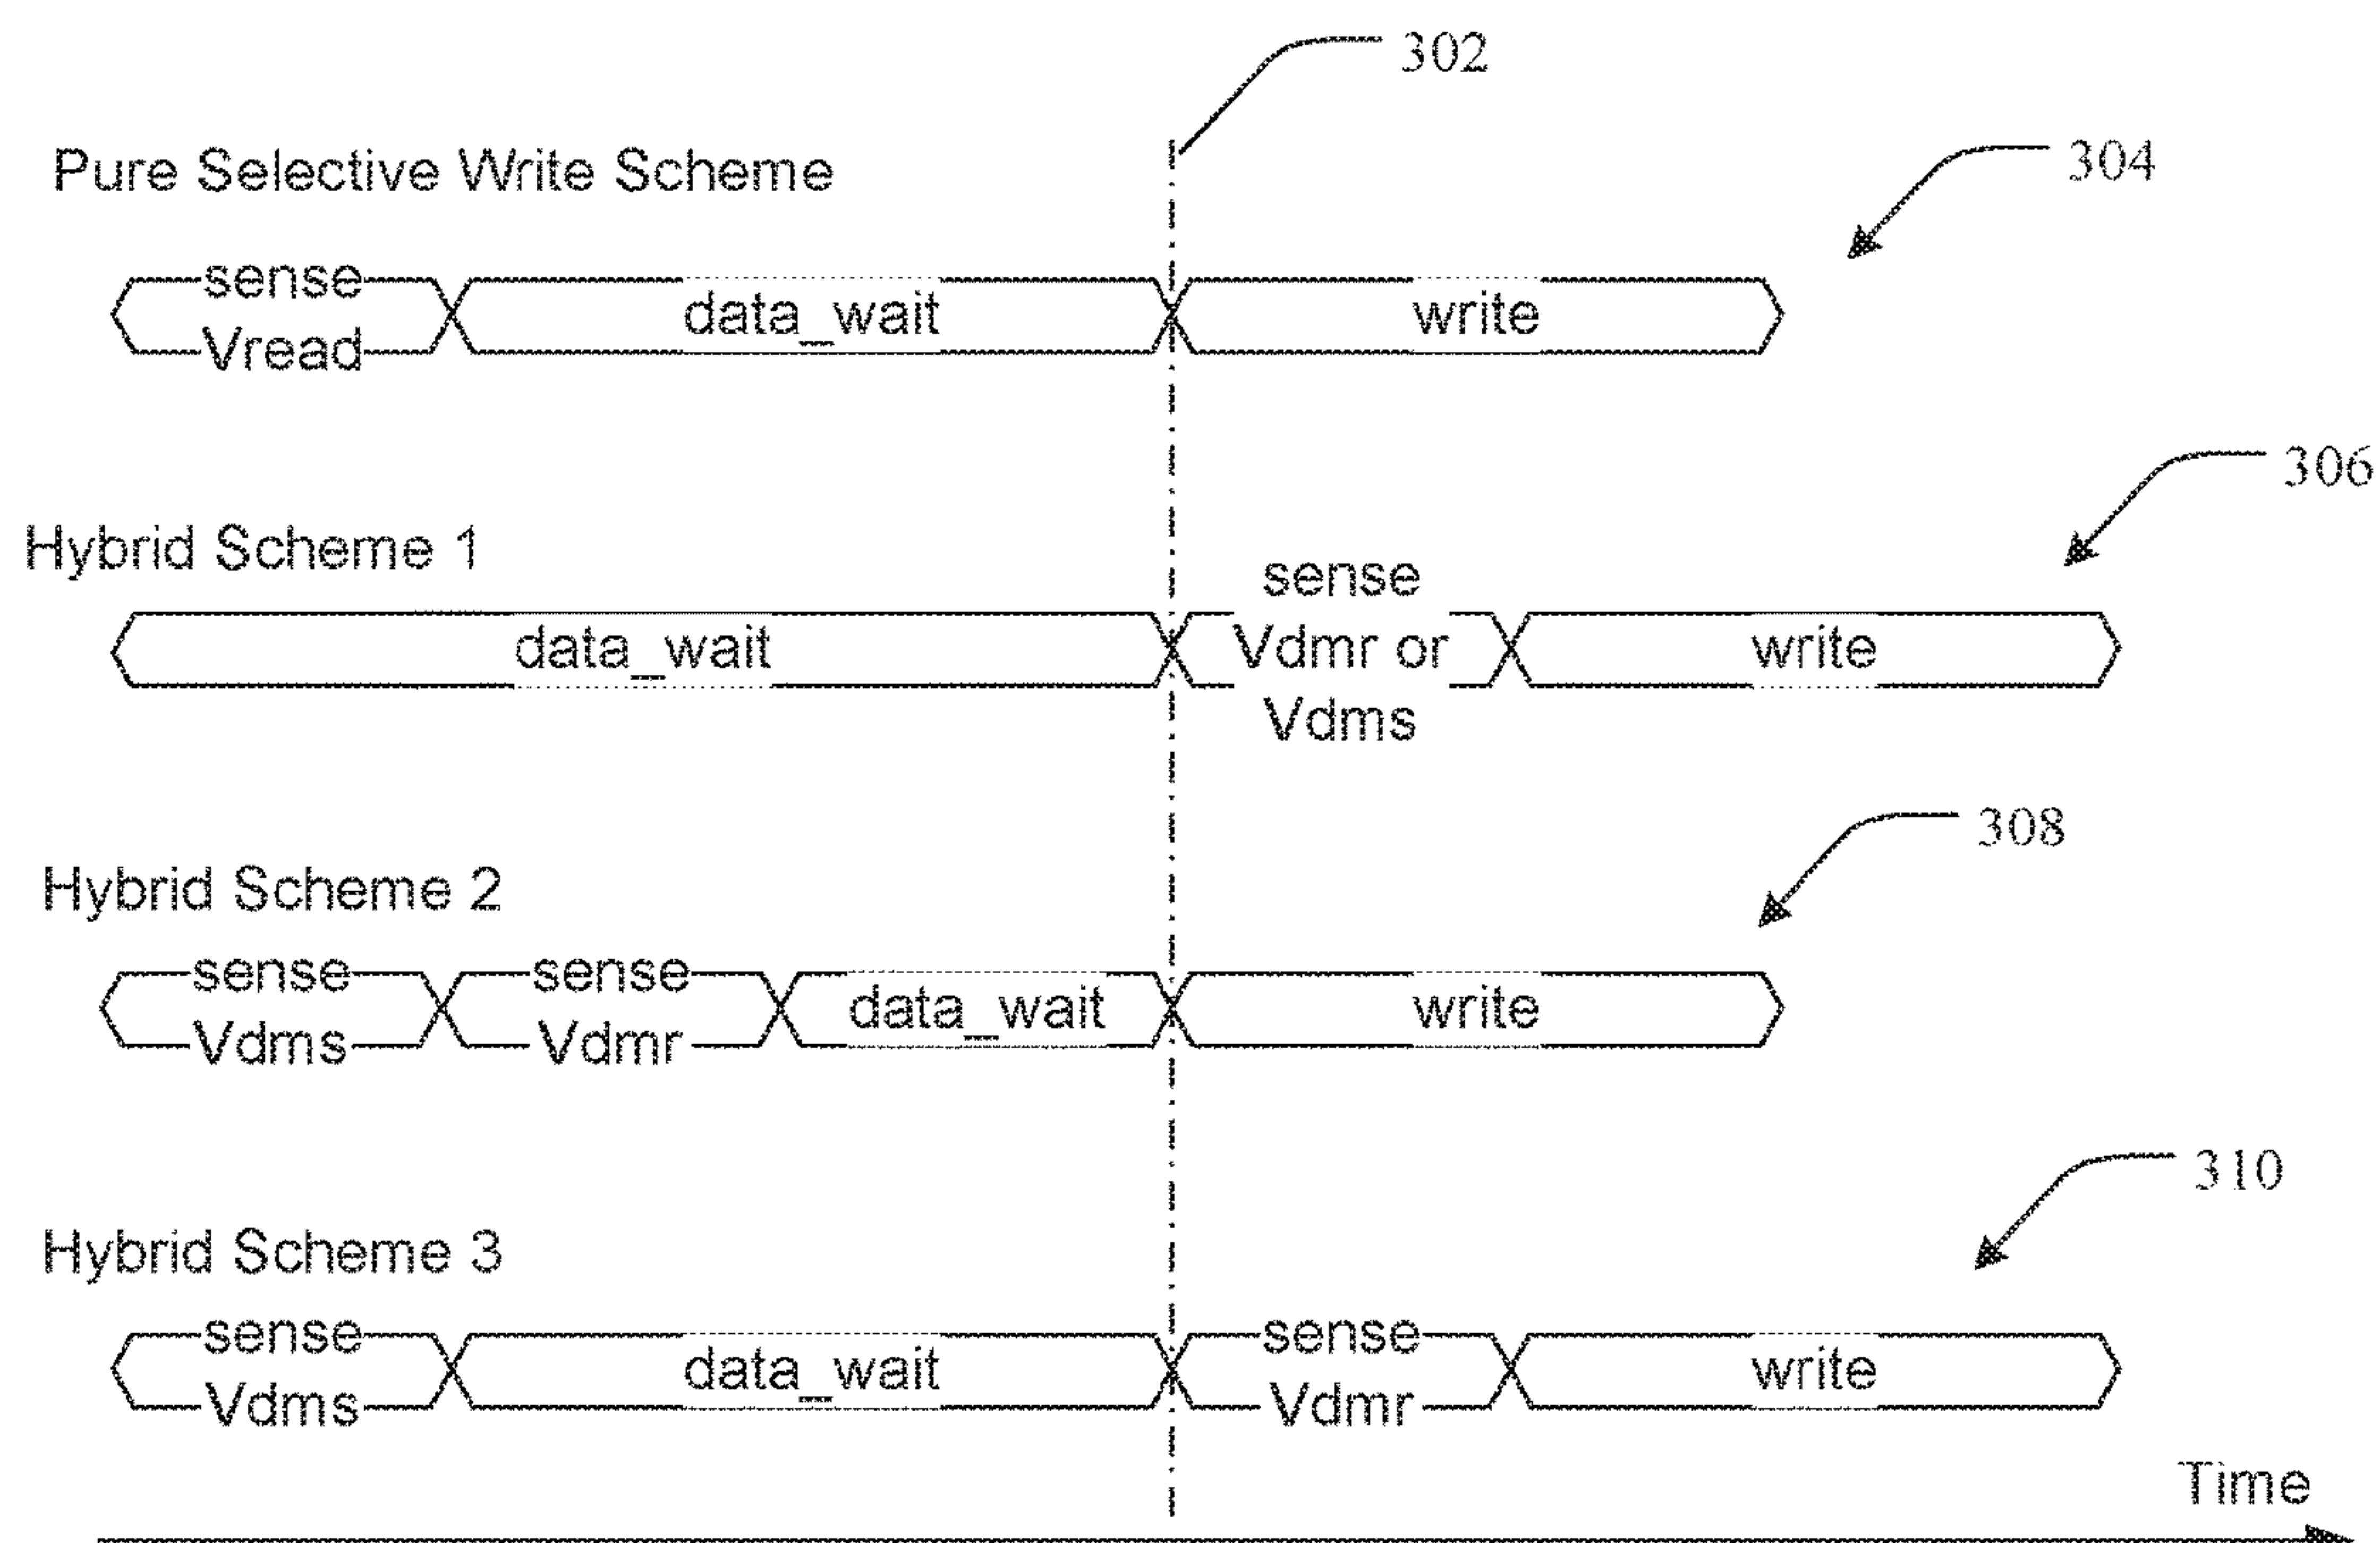 302
Pure Selective Write Scheme
304
sense
Vread
data_wait
write
306
Hybrid Scheme 1
data_wait
sense
Vdmr or
Vdms
write
308
Hybrid Scheme 2
sense
Vdms
sense
Vdmr
data_wait
write
310
Hybrid Scheme 3
sense
Vdms
data_wait
sense
Vdmr
write
Time